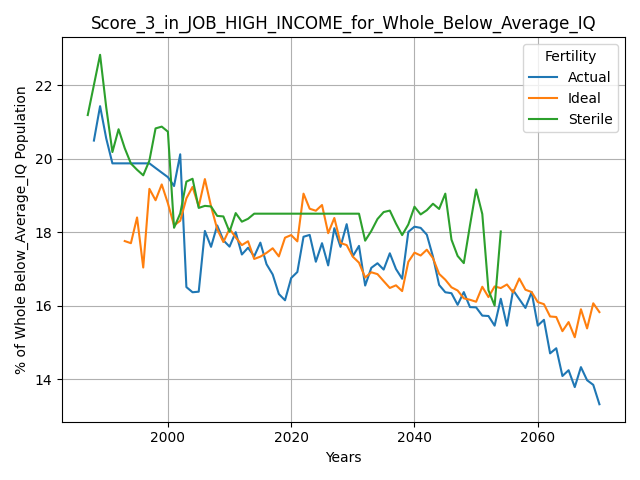 Score_3_in_JOB_HIGH_INCOME_for_Whole_Below_Average_IQ
% of Whole Below_Average_IQ Population
22
20
18
16
14
Fertility
Actual
Ideal
Sterile
2000
2020
2040
2060
Years